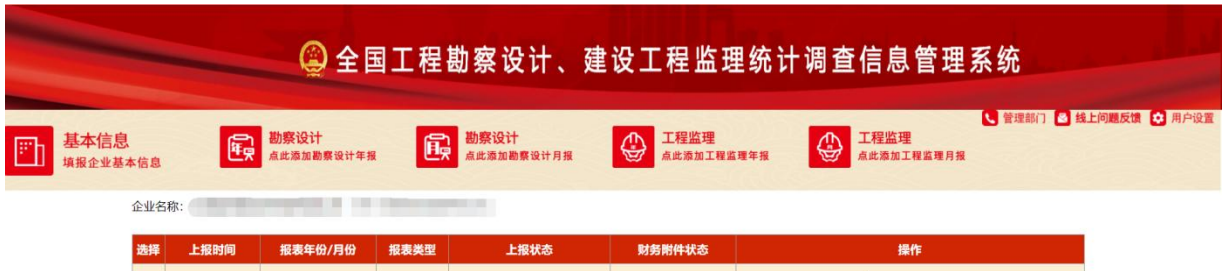 全国工程勘察设计、建设工程监理统计调查信息管理系统
管理部门 线上问题反馈 用户设置
基本信息
填报企业基本信息
勘察设计
点此添加勘察设计年报
勘察设计
点此添加勘察设计月报
工程监理
点此添加工程监理年报
工程监理
点此添加工程监理月报
企业名称:
选择 上报时间 报表年份/月份 报表类型 上报状态 财务附件状态 操作